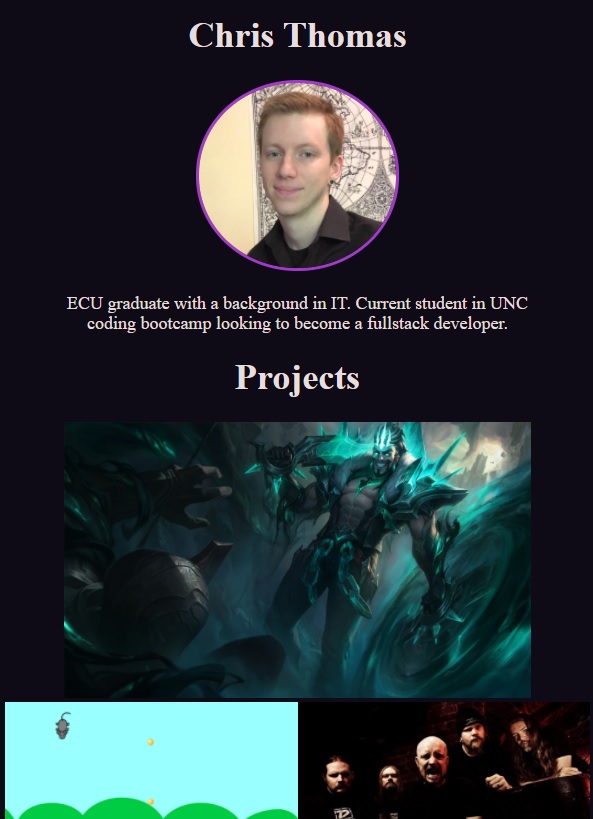 Chris Thomas
ECU graduate with a background in IT. Current student in UNC
coding bootcamp looking to become a fullstack developer.
Projects